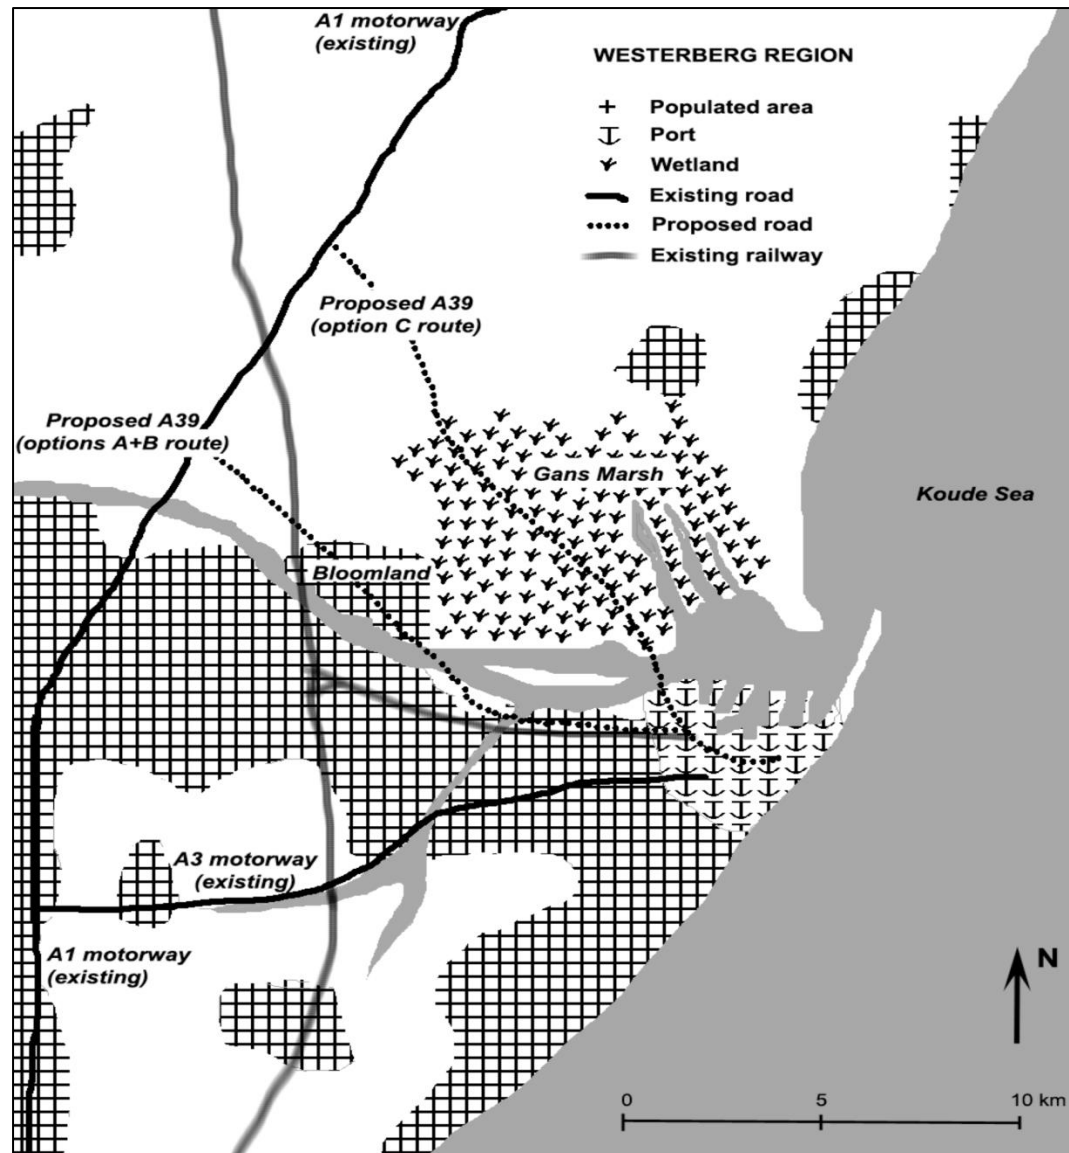 A1 motorway
(existing)
WESTERBERG REGION
Populated area
Port
Wetland
Existing road
Proposed road
Existing railway
Proposed A39
(option C route)
Proposed A39
(options A+B route)
Gans Marsh
Koude Sea
Bloomland
A3 motorway
(existing)
A1 motorway
(existing)
N
0 5 10 km